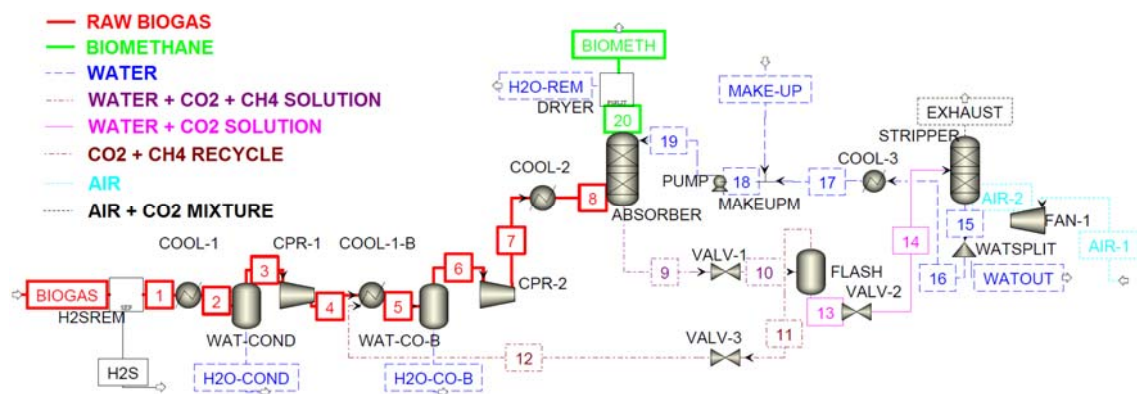 RAW BIOGAS
BIOMETHANE
WATER
WATER + CO2 + CH4 SOLUTION
WATER + CO2 SOLUTION
CO2 + CH4 RECYCLE
AIR
AIR + CO2 MIXTURE
BIOGAS
H2SREM
H2S
1
COOL-1
2
WAT-COND
H2O-COND
3
CPR-1
4
COOL-1-B
5
WAT-CO-B
H2O-CO-B
6
CPR-2
7
COOL-2
8
ABSORBER
20
DRYER
H2O-REM
BIOMETH
19
PUMP
18
MAKEUPM
MAKE-UP
17
COOL-3
16
WATSPLIT
WATOUT
15
STRIPPER
EXHAUST
AIR-2
FAN-1
AIR-1
14
VALV-2
13
FLASH
9
VALV-1
10
11
VALV-3
12